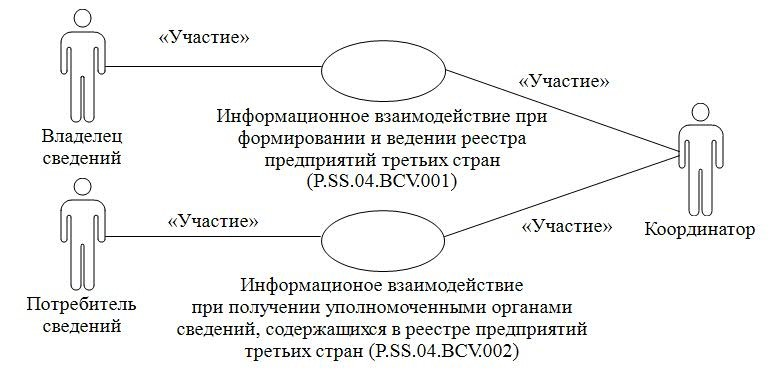 «Участие»
«Участие»
Владелец
сведений
Информационное взаимодействие при
формировании и ведении реестра
предприятий третьих стран
(P.SS.04.BCV.001)
«Участие»
«Участие»
Координатор
Потребитель
сведений
Информационое взаимодействие
при получении уполномоченными органами
сведений, содержащихся в реестре предприятий
третьих стран (P.SS.04.BCV.002)